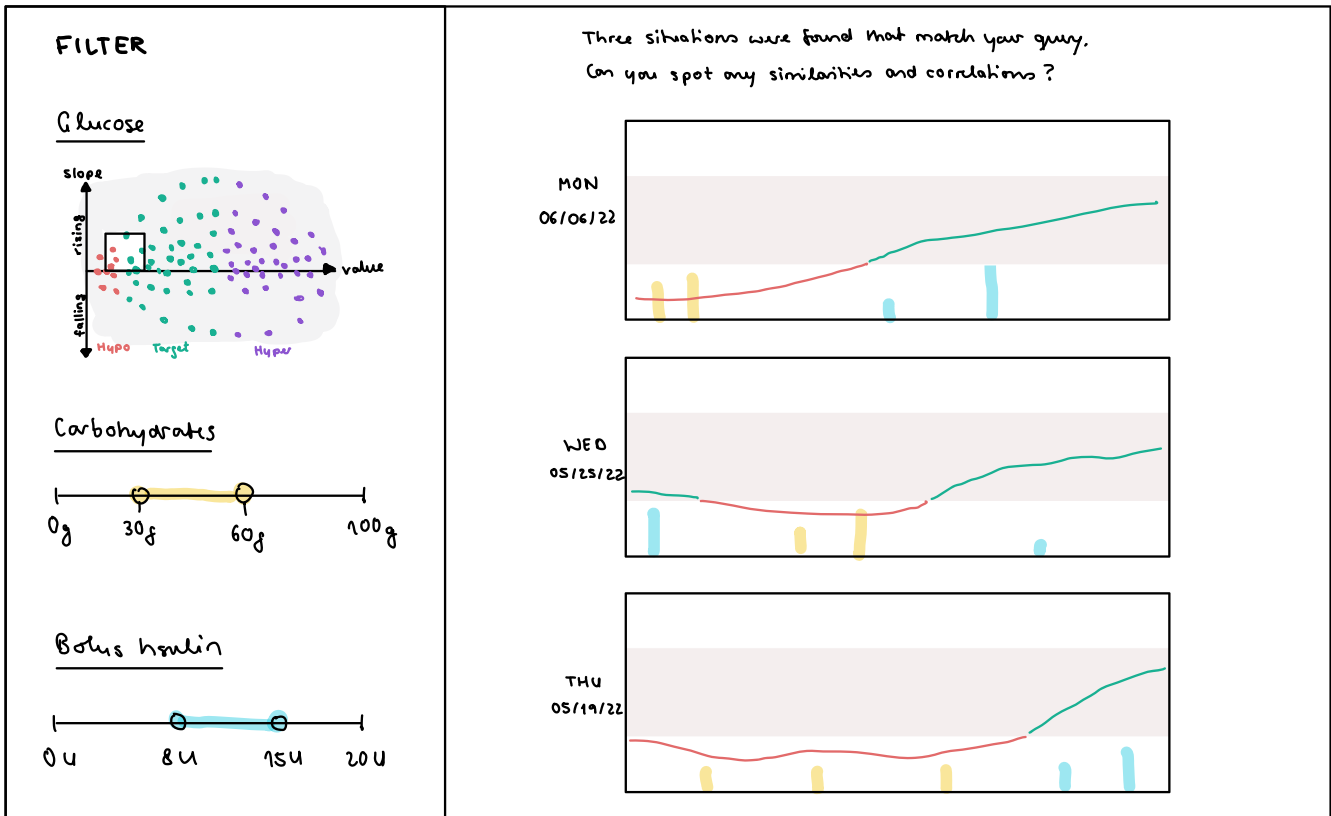 FILTER
Glucose
slope
rising
falling
value
Hypo
Target
Hyper
Carbohydrates
0g
30g
60g
100g
Bolus Insulin
0U
8U
15U
20U
Three situations were found that match your query.
Can you spot any similarities and correlations?
MON
06/06/22
WED
05/25/22
THU
05/19/22